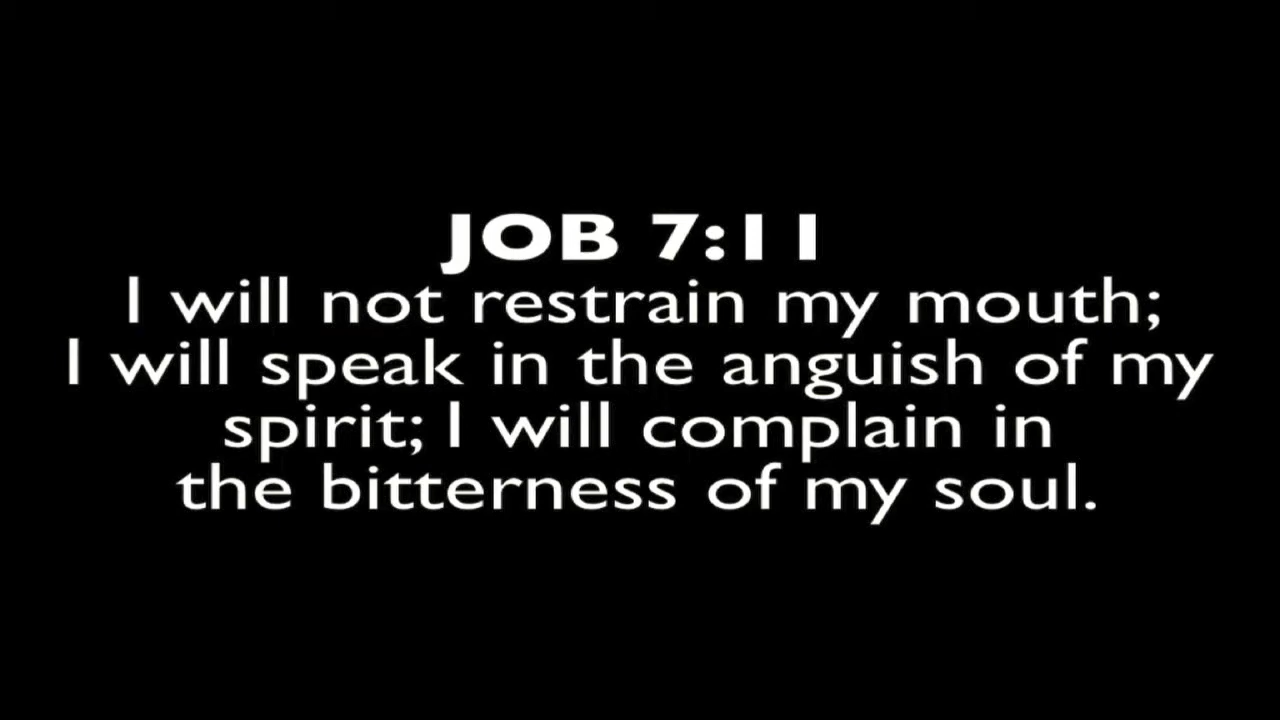 JOB 7:11
I will not restrain my mouth;
I will speak in the anguish of my
spirit; I will complain in
the bitterness of my soul.